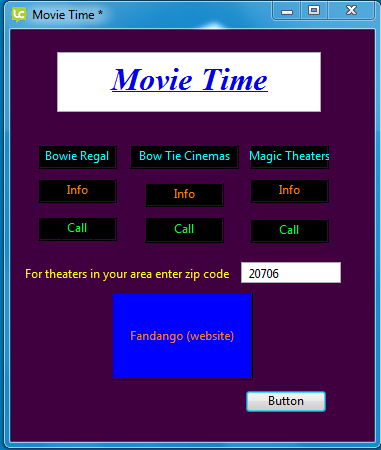 LC Movie Time *
Movie Time
Bowie Regal Bow Tie Cinemas Magic Theaters
Info Info Info
Call Call Call
For theaters in your area enter zip code 20706
Fandango (website)
Button